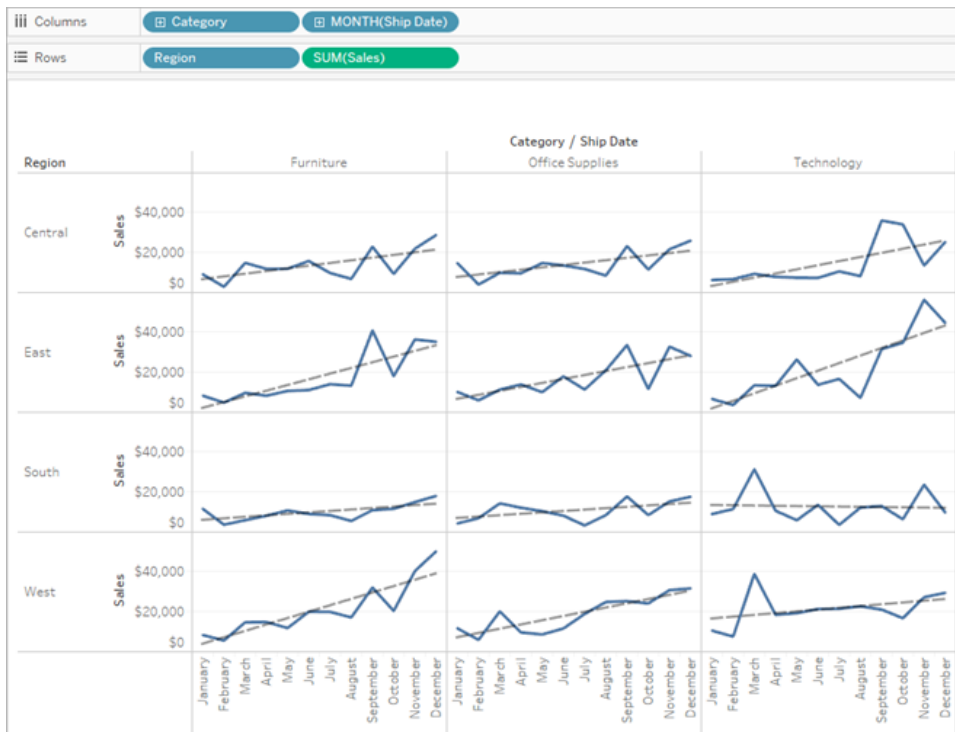 Columns Category MONTH(Ship Date)
Rows Region SUM(Sales)
Category / Ship Date
Region Furniture Office Supplies Technology
Central Sales $40,000 $20,000 $0
East Sales $40,000 $20,000 $0
South Sales $40,000 $20,000 $0
West Sales $40,000 $20,000 $0
January February March April May June July August September October November December January February March April May June July August September October November December January February March April May June July August September October November December